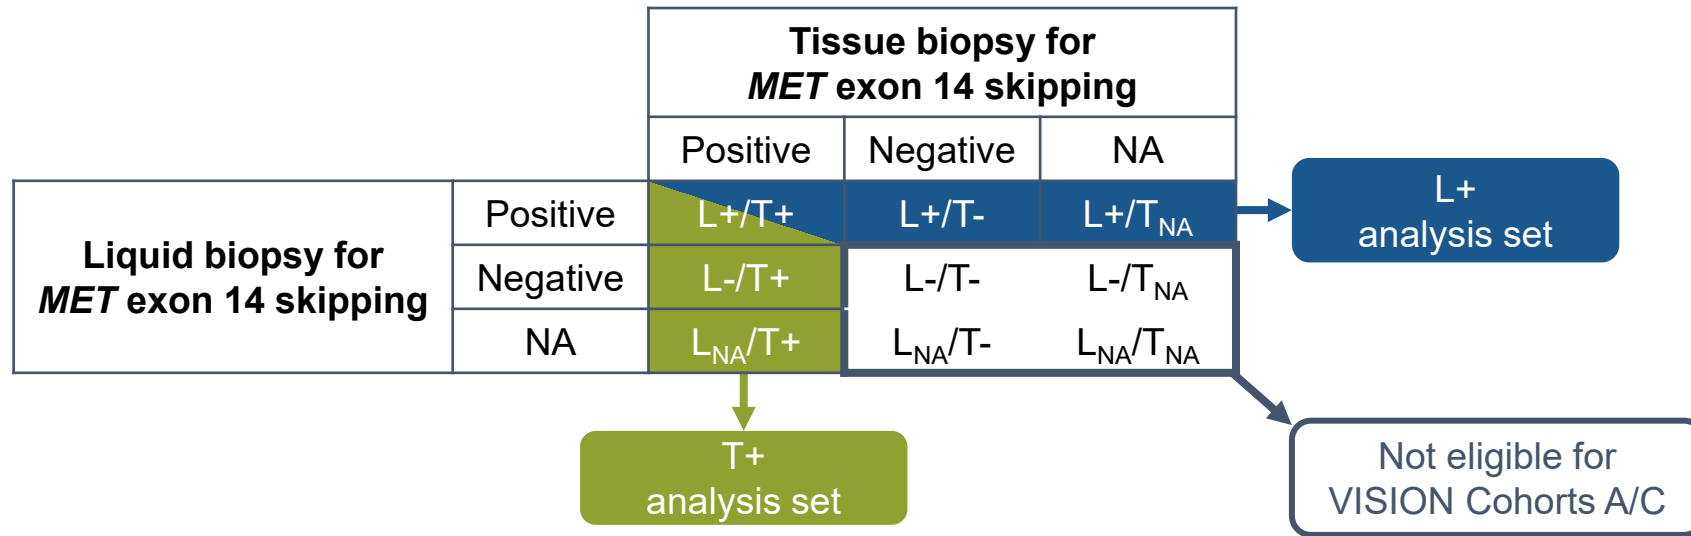 Tissue biopsy for
MET exon 14 skipping
Positive Negative NA
Liquid biopsy for
MET exon 14 skipping
Positive L+/T+ L+/T- L+/TNA
Negative L-/T+ L-/T- L-/TNA
NA LNA/T+ LNA/T- LNA/TNA
L+
analysis set
T+
analysis set
Not eligible for
VISION Cohorts A/C